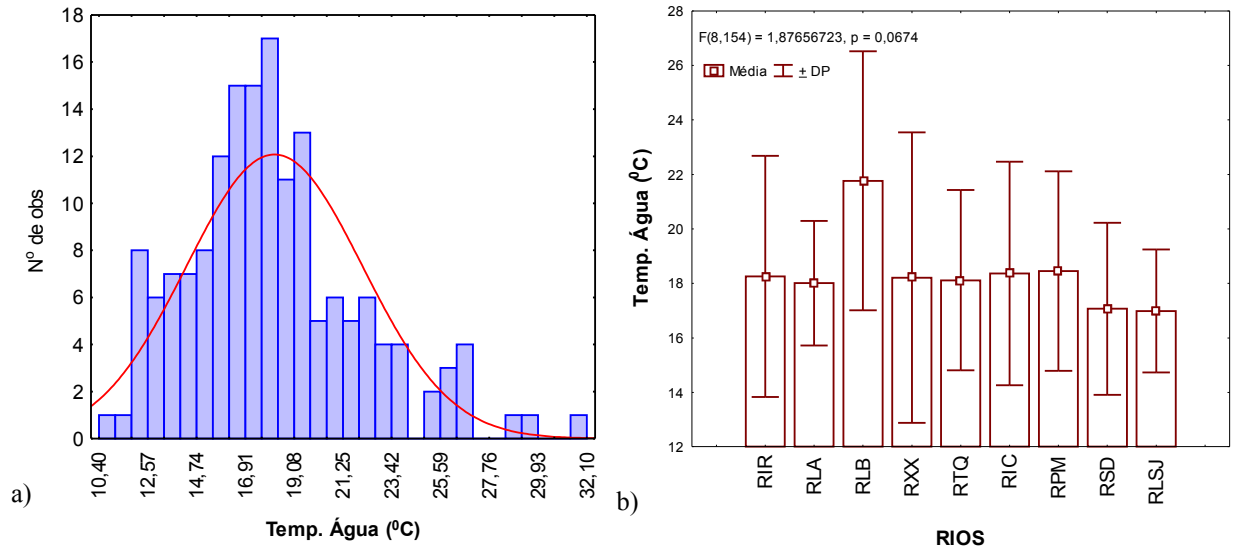 18
16
14
12
10
8
6
4
2
0
Nº de obs
10,40
12,57
14,74
16,91
19,08
21,25
23,42
25,59
27,76
29,93
32,10
Temp. Água (⁰C)
a)
28
26
24
22
20
18
16
14
12
Temp. Água (⁰C)
F(8,154) = 1,87656723, p = 0,0674
Média ± DP
RIR
RLA
RLB
RXX
RTQ
RIC
RPM
RSD
RLSJ
RIOS
b)